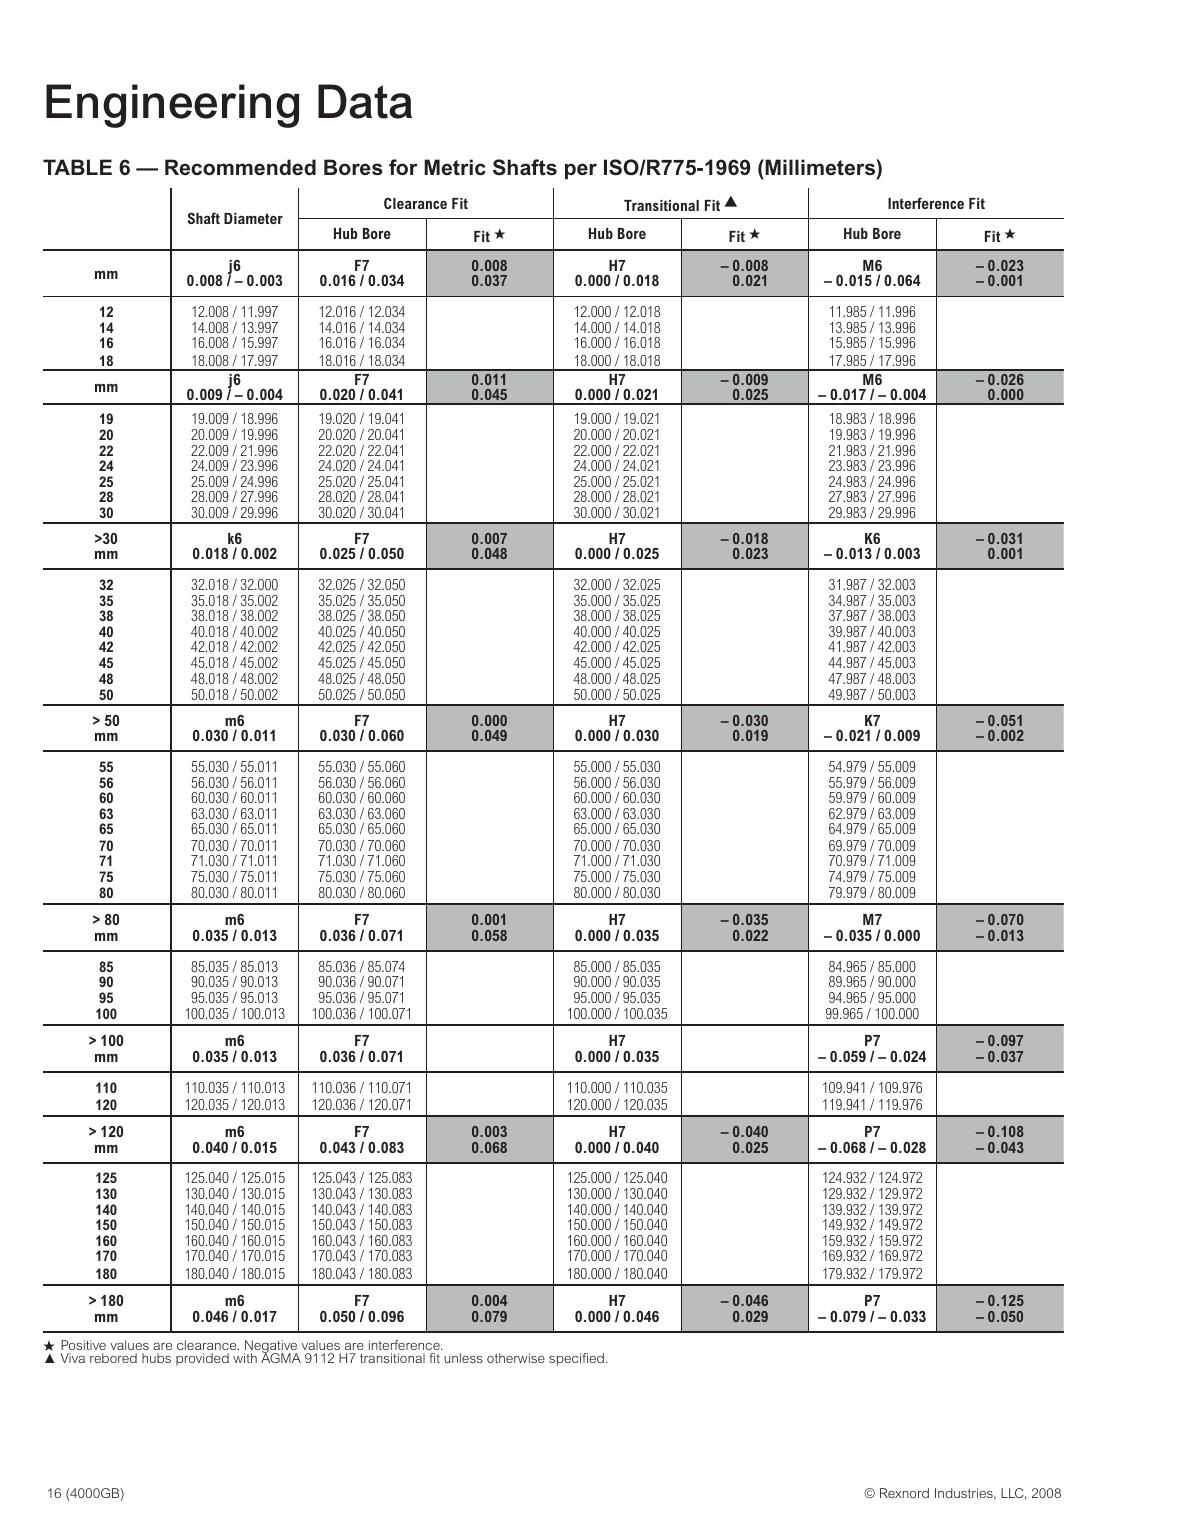 Engineering Data
TABLE 6 — Recommended Bores for Metric Shafts per ISO/R775-1969 (Millimeters)
Shaft Diameter Clearance Fit Transitional Fit ▲ Interference Fit
Hub Bore Fit ★ Hub Bore Fit ★ Hub Bore Fit ★
mm j6 F7 0.008 H7 – 0.008 M6 – 0.023
0.008 / – 0.003 0.016 / 0.034 0.037 0.000 / 0.018 0.021 – 0.015 / 0.064 – 0.001
12 12.008 / 11.997 12.016 / 12.034 12.000 / 12.018 11.985 / 11.996
14 14.008 / 13.997 14.016 / 14.034 14.000 / 14.018 13.985 / 13.996
16 16.008 / 15.997 16.016 / 16.034 16.000 / 16.018 15.985 / 15.996
18 18.008 / 17.997 18.016 / 18.034 18.000 / 18.018 17.985 / 17.996
mm j6 F7 0.011 H7 – 0.009 M6 – 0.026
0.009 / – 0.004 0.020 / 0.041 0.045 0.000 / 0.021 0.025 – 0.017 / – 0.004 0.000
19 19.009 / 18.996 19.020 / 19.041 19.000 / 19.021 18.983 / 18.996
20 20.009 / 19.996 20.020 / 20.041 20.000 / 20.021 19.983 / 19.996
22 22.009 / 21.996 22.020 / 22.041 22.000 / 22.021 21.983 / 21.996
24 24.009 / 23.996 24.020 / 24.041 24.000 / 24.021 23.983 / 23.996
25 25.009 / 24.996 25.020 / 25.041 25.000 / 25.021 24.983 / 24.996
28 28.009 / 27.996 28.020 / 28.041 28.000 / 28.021 27.983 / 27.996
30 30.009 / 29.996 30.020 / 30.041 30.000 / 30.021 29.983 / 29.996
>30 k6 F7 0.007 H7 – 0.018 K6 – 0.031
mm 0.018 / 0.002 0.025 / 0.050 0.048 0.000 / 0.025 0.023 – 0.013 / 0.003 0.001
32 32.018 / 32.000 32.025 / 32.050 32.000 / 32.025 31.987 / 32.003
35 35.018 / 35.002 35.025 / 35.050 35.000 / 35.025 34.987 / 35.003
38 38.018 / 38.002 38.025 / 38.050 38.000 / 38.025 37.987 / 38.003
40 40.018 / 40.002 40.025 / 40.050 40.000 / 40.025 39.987 / 40.003
42 42.018 / 42.002 42.025 / 42.050 42.000 / 42.025 41.987 / 42.003
45 45.018 / 45.002 45.025 / 45.050 45.000 / 45.025 44.987 / 45.003
48 48.018 / 48.002 48.025 / 48.050 48.000 / 48.025 47.987 / 48.003
50 50.018 / 50.002 50.025 / 50.050 50.000 / 50.025 49.987 / 50.003
> 50 m6 F7 0.000 H7 – 0.030 K7 – 0.051
mm 0.030 / 0.011 0.030 / 0.060 0.049 0.000 / 0.030 0.019 – 0.021 / 0.009 – 0.002
55 55.030 / 55.011 55.030 / 55.060 55.000 / 55.030 54.979 / 55.009
56 56.030 / 56.011 56.030 / 56.060 56.000 / 56.030 55.979 / 56.009
60 60.030 / 60.011 60.030 / 60.060 60.000 / 60.030 59.979 / 60.009
63 63.030 / 63.011 63.030 / 63.060 63.000 / 63.030 62.979 / 63.009
65 65.030 / 65.011 65.030 / 65.060 65.000 / 65.030 64.979 / 65.009
70 70.030 / 70.011 70.030 / 70.060 70.000 / 70.030 69.979 / 70.009
71 71.030 / 71.011 71.030 / 71.060 71.000 / 71.030 70.979 / 71.009
75 75.030 / 75.011 75.030 / 75.060 75.000 / 75.030 74.979 / 75.009
80 80.030 / 80.011 80.030 / 80.060 80.000 / 80.030 79.979 / 80.009
> 80 m6 F7 0.001 H7 – 0.035 M7 – 0.070
mm 0.035 / 0.013 0.036 / 0.071 0.058 0.000 / 0.035 0.022 – 0.035 / 0.000 – 0.013
85 85.035 / 85.013 85.036 / 85.074 85.000 / 85.035 84.965 / 85.000
90 90.035 / 90.013 90.036 / 90.071 90.000 / 90.035 89.965 / 90.000
95 95.035 / 95.013 95.036 / 95.071 95.000 / 95.035 94.965 / 95.000
100 100.035 / 100.013 100.036 / 100.071 100.000 / 100.035 99.965 / 100.000
> 100 m6 F7 H7 P7 – 0.097
mm 0.035 / 0.013 0.036 / 0.071 0.000 / 0.035 – 0.059 / – 0.024 – 0.037
110 110.035 / 110.013 110.036 / 110.071 110.000 / 110.035 109.941 / 109.976
120 120.035 / 120.013 120.036 / 120.071 120.000 / 120.035 119.941 / 119.976
> 120 m6 F7 0.003 H7 – 0.040 P7 – 0.108
mm 0.040 / 0.015 0.043 / 0.083 0.068 0.000 / 0.040 0.025 – 0.068 / – 0.028 – 0.043
125 125.040 / 125.015 125.043 / 125.083 125.000 / 125.040 124.932 / 124.972
130 130.040 / 130.015 130.043 / 130.083 130.000 / 130.040 129.932 / 129.972
140 140.040 / 140.015 140.043 / 140.083 140.000 / 140.040 139.932 / 139.972
150 150.040 / 150.015 150.043 / 150.083 150.000 / 150.040 149.932 / 149.972
160 160.040 / 160.015 160.043 / 160.083 160.000 / 160.040 159.932 / 159.972
170 170.040 / 170.015 170.043 / 170.083 170.000 / 170.040 169.932 / 169.972
180 180.040 / 180.015 180.043 / 180.083 180.000 / 180.040 179.932 / 179.972
> 180 m6 F7 0.004 H7 – 0.046 P7 – 0.125
mm 0.046 / 0.017 0.050 / 0.096 0.079 0.000 / 0.046 0.029 – 0.079 / – 0.033 – 0.050
★ Positive values are clearance. Negative values are interference.
▲ Viva rebored hubs provided with AGMA 9112 H7 transitional fit unless otherwise specified.
16 (4000GB) © Rexnord Industries, LLC, 2008